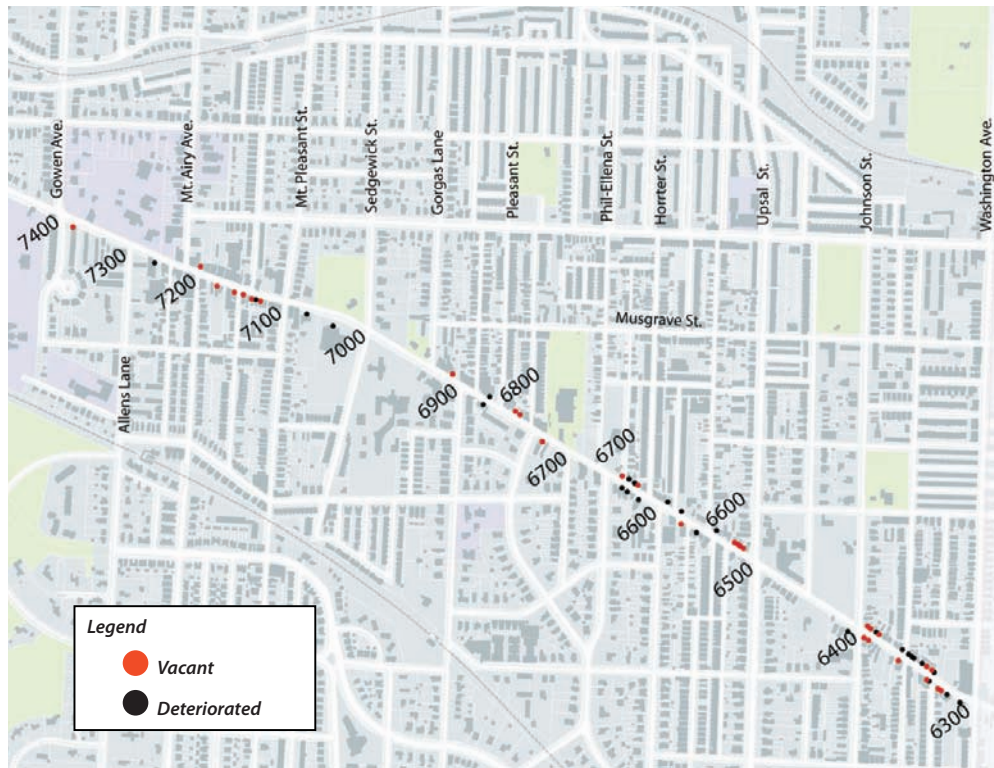 Gowen Ave.
Mt. Airy Ave.
Mt. Pleasant St.
Sedgewick St.
Gorgas Lane
Pleasant St.
Phil-Ellena St.
Horrter St.
Upsal St.
Johnson St.
Washington Ave.
7400
7300
7200
7100
7000
Musgrave St.
Allens Lane
6900
6800
6700
6700
6600
6600
6500
6400
6300
Legend
Vacant
Deteriorated